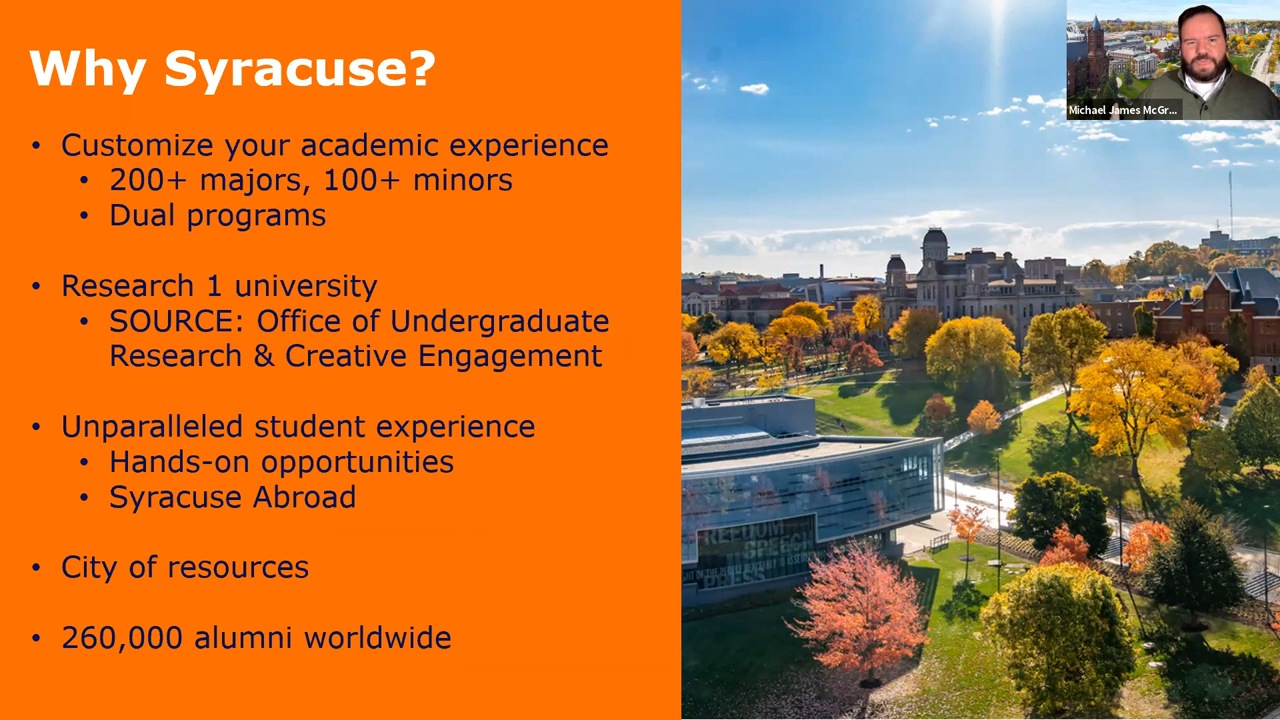 Why Syracuse?
• Customize your academic experience
• 200+ majors, 100+ minors
• Dual programs
• Research 1 university
• SOURCE: Office of Undergraduate
Research & Creative Engagement
• Unparalleled student experience
• Hands-on opportunities
• Syracuse Abroad
• City of resources
• 260,000 alumni worldwide
Michael James McGr...